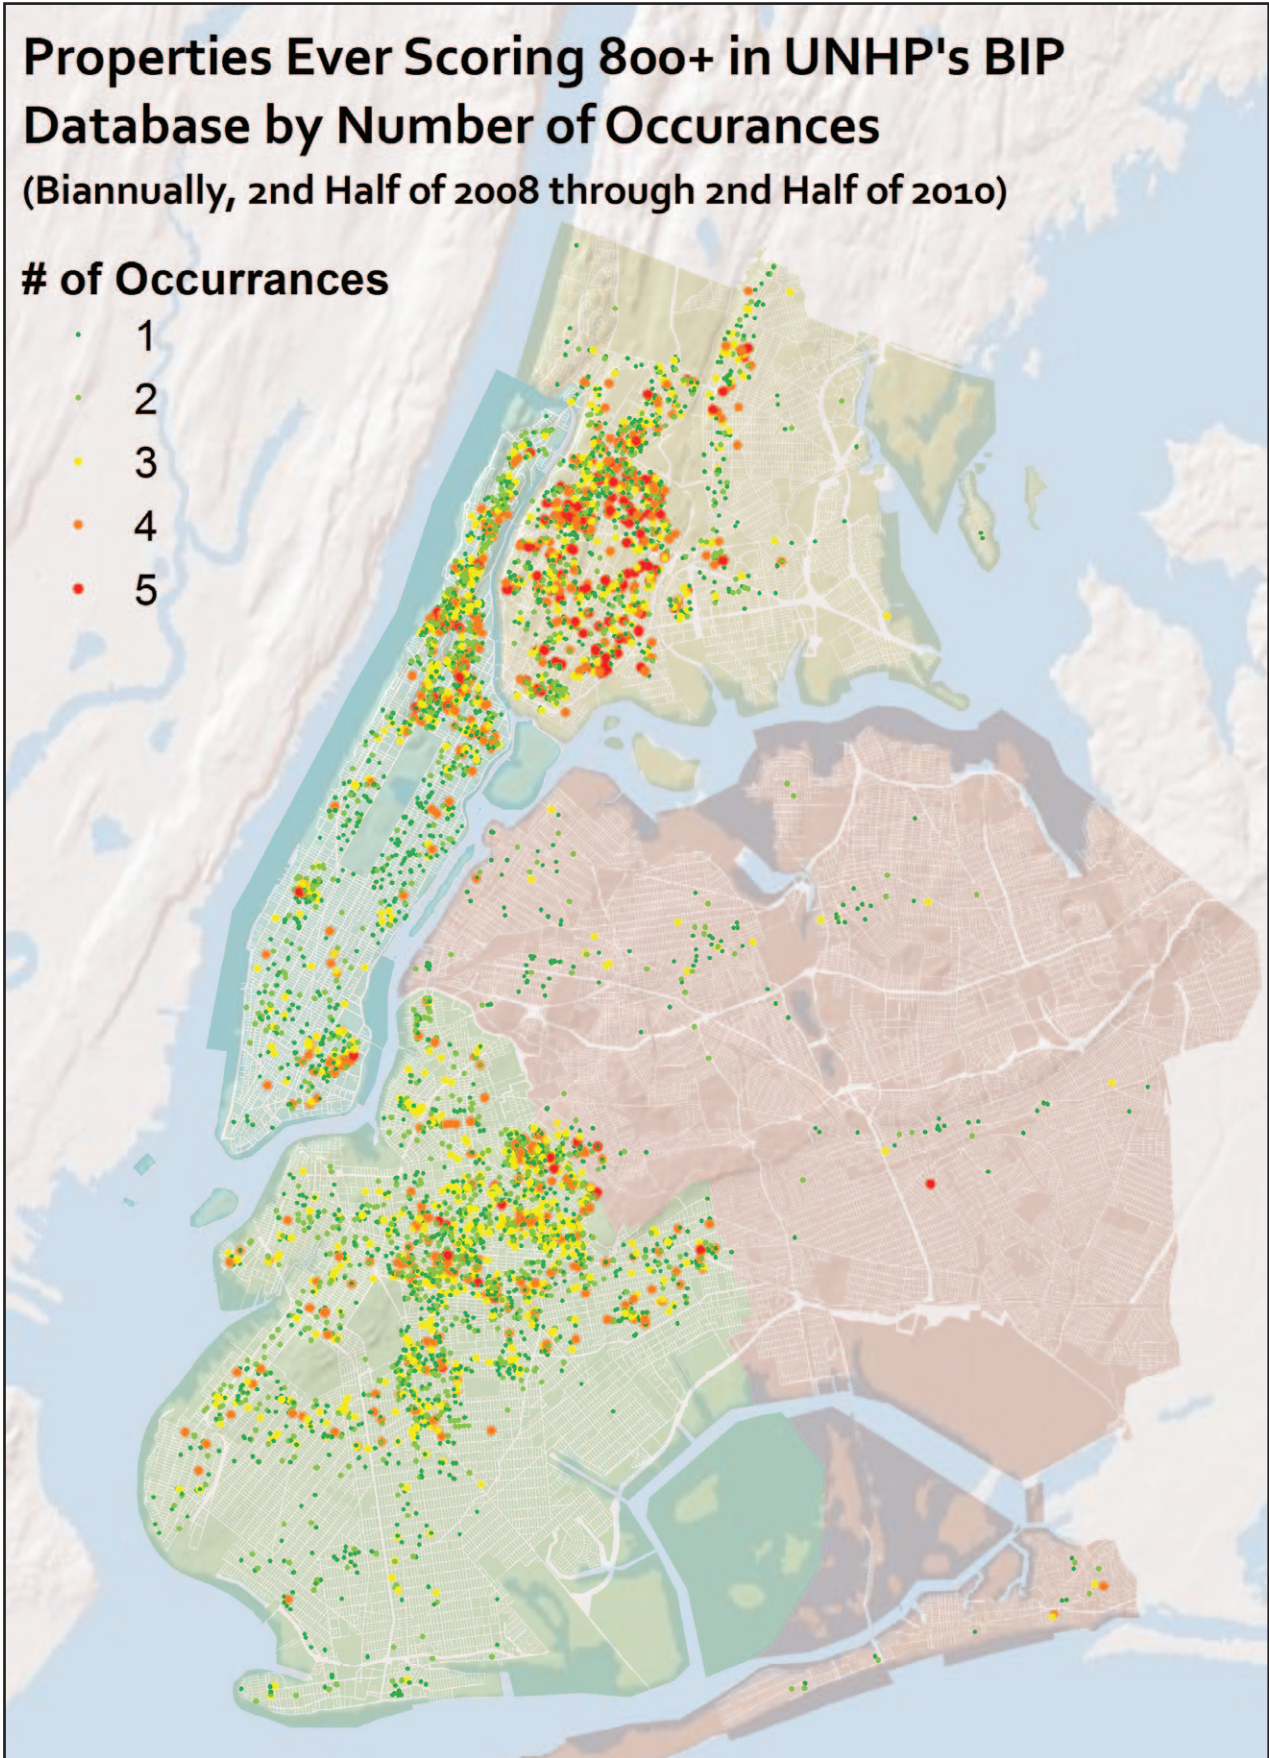 Properties Ever Scoring 800+ in UNHP's BIP
Database by Number of Occurances
(Biannually, 2nd Half of 2008 through 2nd Half of 2010)
# of Occurrances
1
2
3
4
5